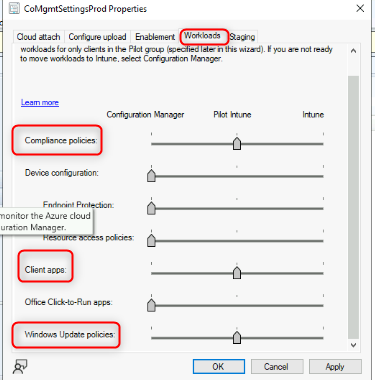 CoMgmtSettingsProd Properties
Cloud attach Configure upload Enablement Workloads Staging
workloads for only clients in the Pilot group (specified later in this wizard). If you are not
ready to move workloads to Intune, select Configuration Manager.
Learn more
Configuration Manager Pilot Intune Intune
Compliance policies:
Device configuration:
Endpoint Protection:
monitor the Azure cloud
uration Manager.
Resource access policies:
Client apps:
Office Click-to-Run apps:
Windows Update policies:
OK Cancel Apply